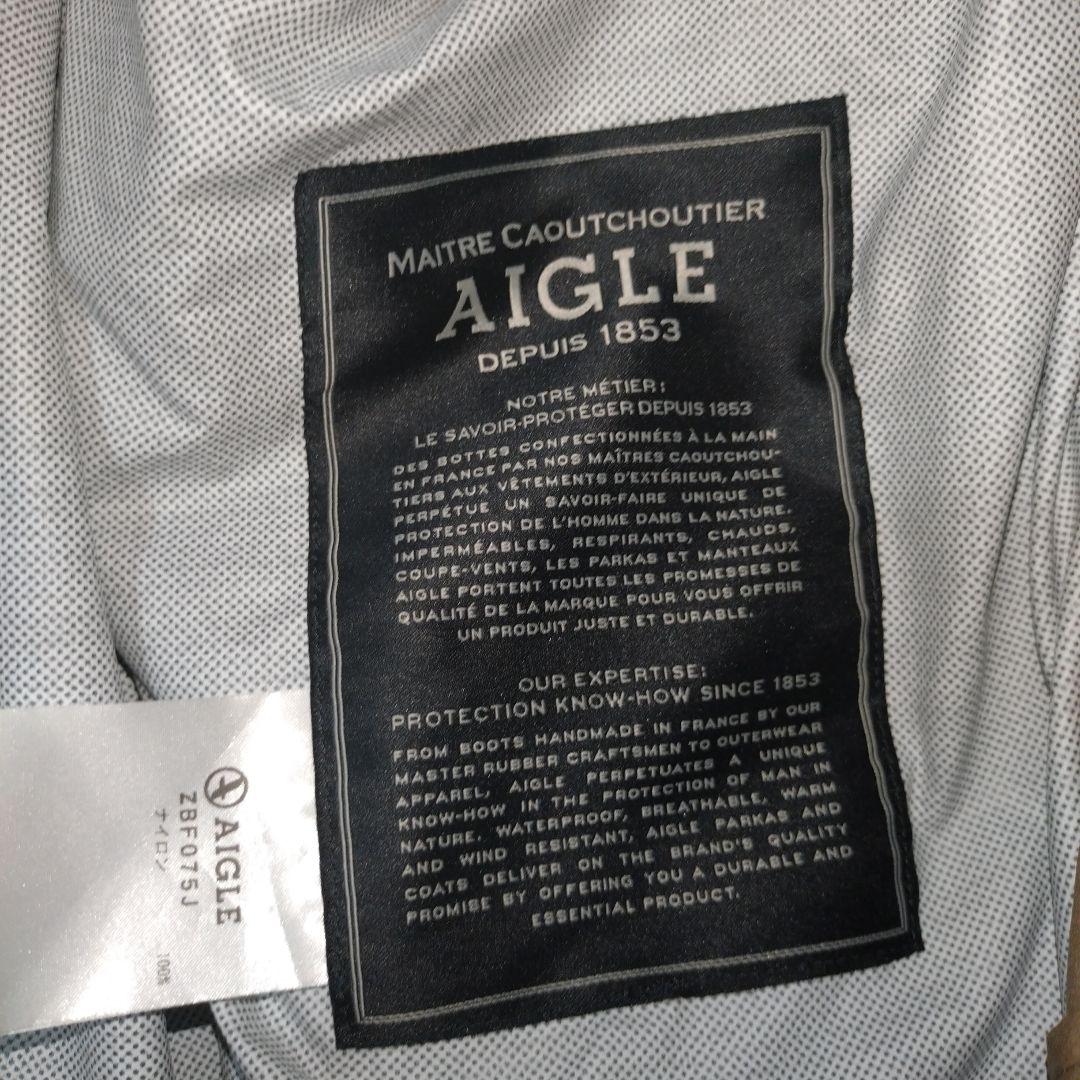 MAITRE CAOUTCHOUTIER
AIGLE
DEPUIS 1853
NOTRE MÉTIER:
LE SAVOIR-PROTÉGER DEPUIS 1853
DES BOTTES CONFECTIONNÉES À LA MAIN
EN FRANCE PAR NOS MAÎTRES CAOUTCHOU-
TIERS AUX VÊTEMENTS D'EXTÉRIEUR, AIGLE
PERPÉTUE UN SAVOIR-FAIRE UNIQUE DE
PROTECTION DE L'HOMME DANS LA NATURE.
IMPERMÉABLES, RESPIRANTS, CHAUDS,
COUPE-VENTS, LES PARKAS ET MANTEAUX
AIGLE PORTENT TOUTES LES PROMESSES DE
QUALITÉ DE LA MARQUE POUR VOUS OFFRIR
UN PRODUIT JUSTE ET DURABLE.
OUR EXPERTISE:
PROTECTION KNOW-HOW SINCE 1853
FROM BOOTS HANDMADE IN FRANCE BY OUR
MASTER RUBBER CRAFTSMEN TO OUTERWEAR
APPAREL, AIGLE PERPETUATES A UNIQUE
KNOW-HOW IN THE PROTECTION OF MAN IN
NATURE. WATERPROOF, BREATHABLE, WARM
AND WIND RESISTANT, AIGLE PARKAS AND
COATS DELIVER ON THE BRAND'S QUALITY
PROMISE BY OFFERING YOU A DURABLE AND
ESSENTIAL PRODUCT.
AIGLE
ZBF075J
ナイロン 100%